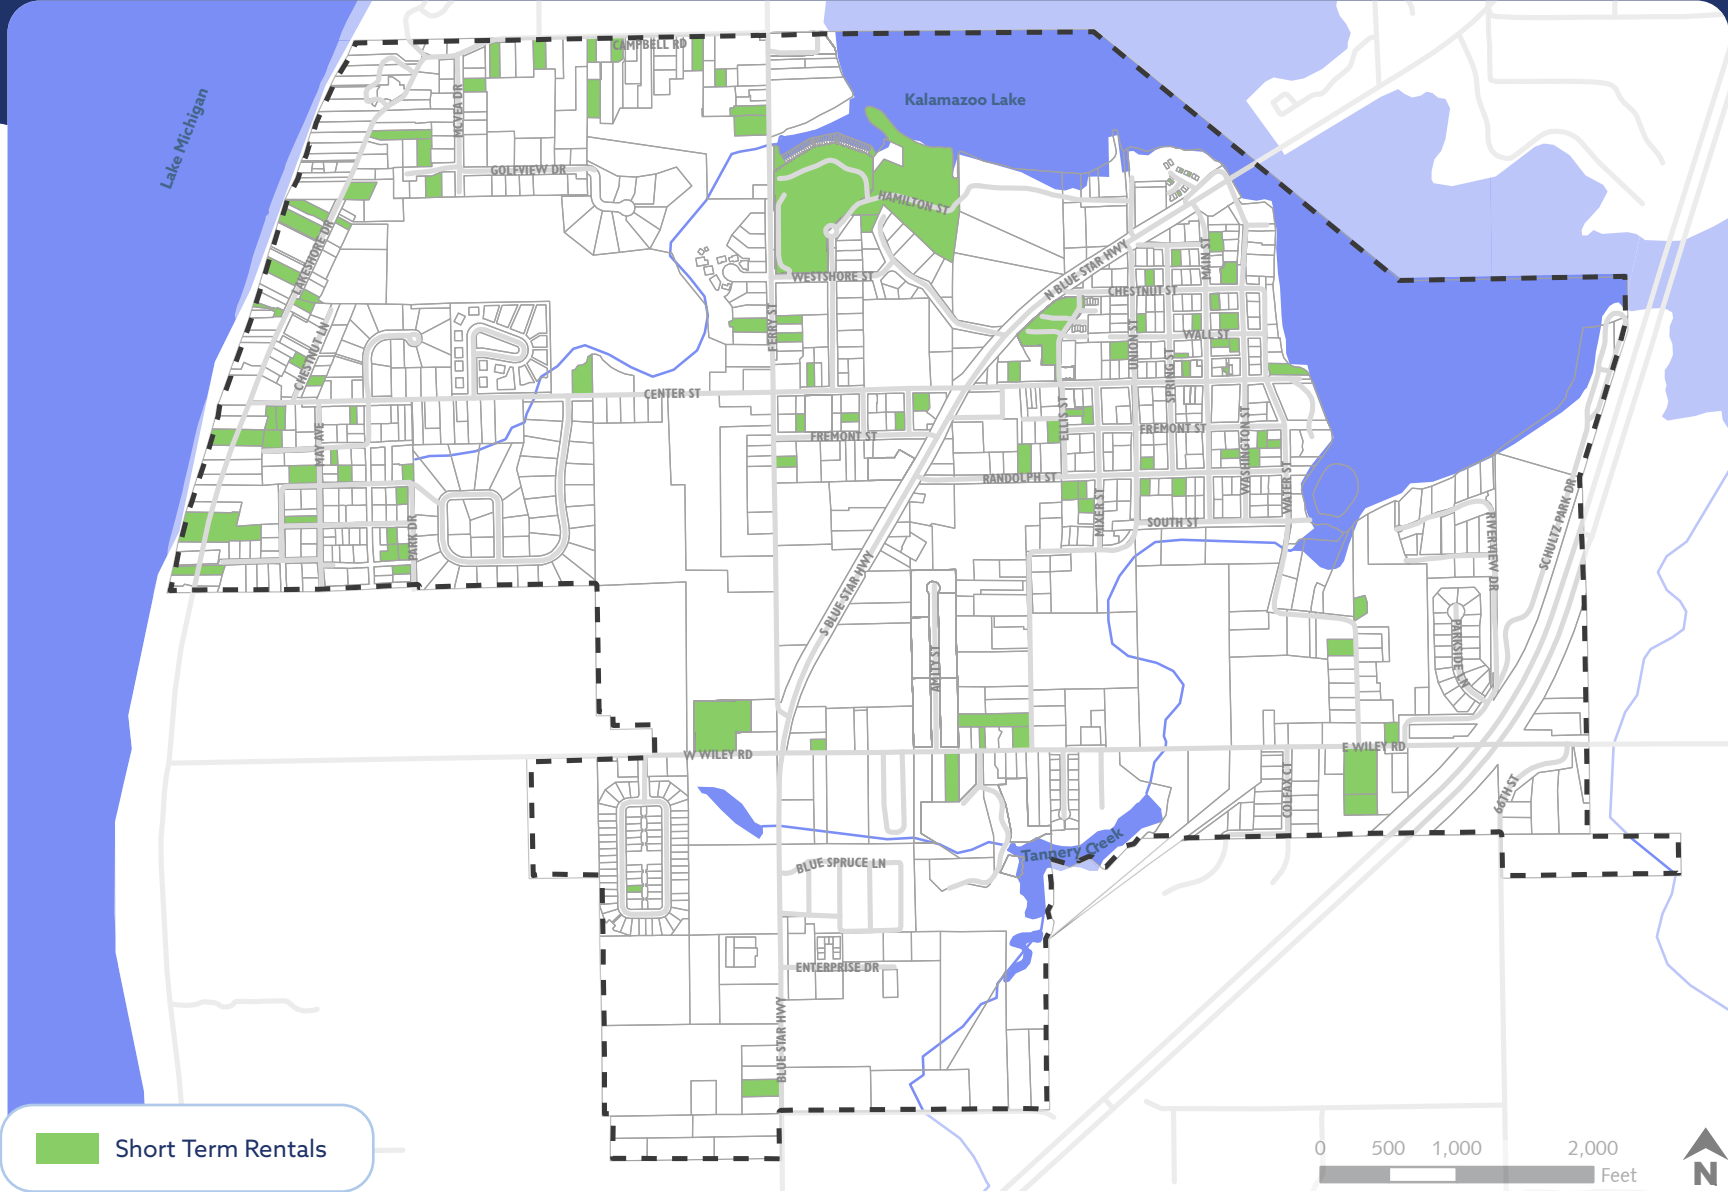 CAMPBELL RD
Lake Michigan
Kalamazoo Lake
MCVEA DR
GOLFVIEW DR
HAMILTON ST
LAKESHORE DR
N BLUE STAR HWY
MAIN ST
WESTSHORE ST
CHESTNUT ST
FERRY ST
CHESTNUT LN
UNION ST
WALL ST
SPRING ST
CENTER ST
ELLIS ST
MAY AVE
FREMONT ST
FREMONT ST
WASHINGTON ST
RANDOLPH ST
WATER ST
MIXER ST
SOUTH ST
PARK DR
RIVERVIEW DR
SCHULTZ PARK DR
S BLUE STAR HWY
AMITY ST
PARKSIDE LN
W WILEY RD
E WILEY RD
COLFAX CT
66TH ST
Tannery Creek
BLUE SPRUCE LN
ENTERPRISE DR
BLUE STAR HWY
Short Term Rentals
0 500 1,000 2,000
Feet
N